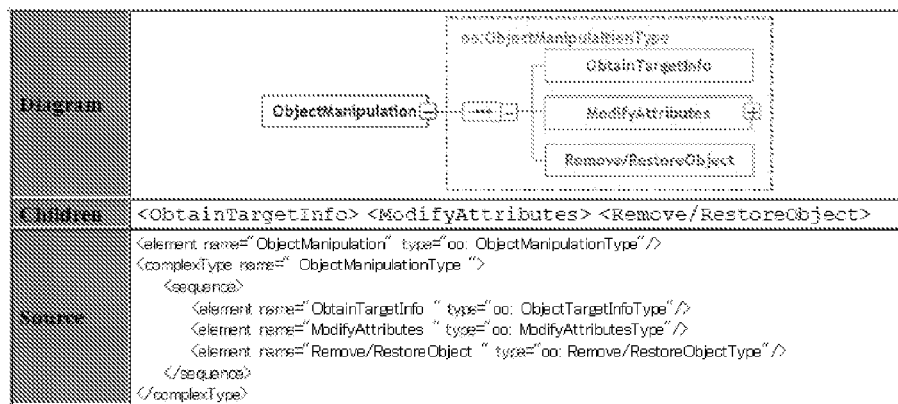 Diagram
oo:ObjectManipulaitionType
ObtainTargetInfo
ObjectManipulation
ModifyAttributes
Remove/RestoreObject
Children
<ObtainTargetInfo> <ModifyAttributes> <Remove/RestoreObject>
Source
<element name="ObjectManipulation" type="oo: ObjectManipulationType"/>
<complexType name=" ObjectManipulationType ">
<sequence>
<element name="ObtainTargetInfo " type="oo: ObjectTargetInfoType"/>
<element name="ModifyAttributes " type="oo: ModifyAttributesType"/>
<element name="Remove/RestoreObject " type="oo: Remove/RestoreObjectType"/>
</sequence>
</complexType>